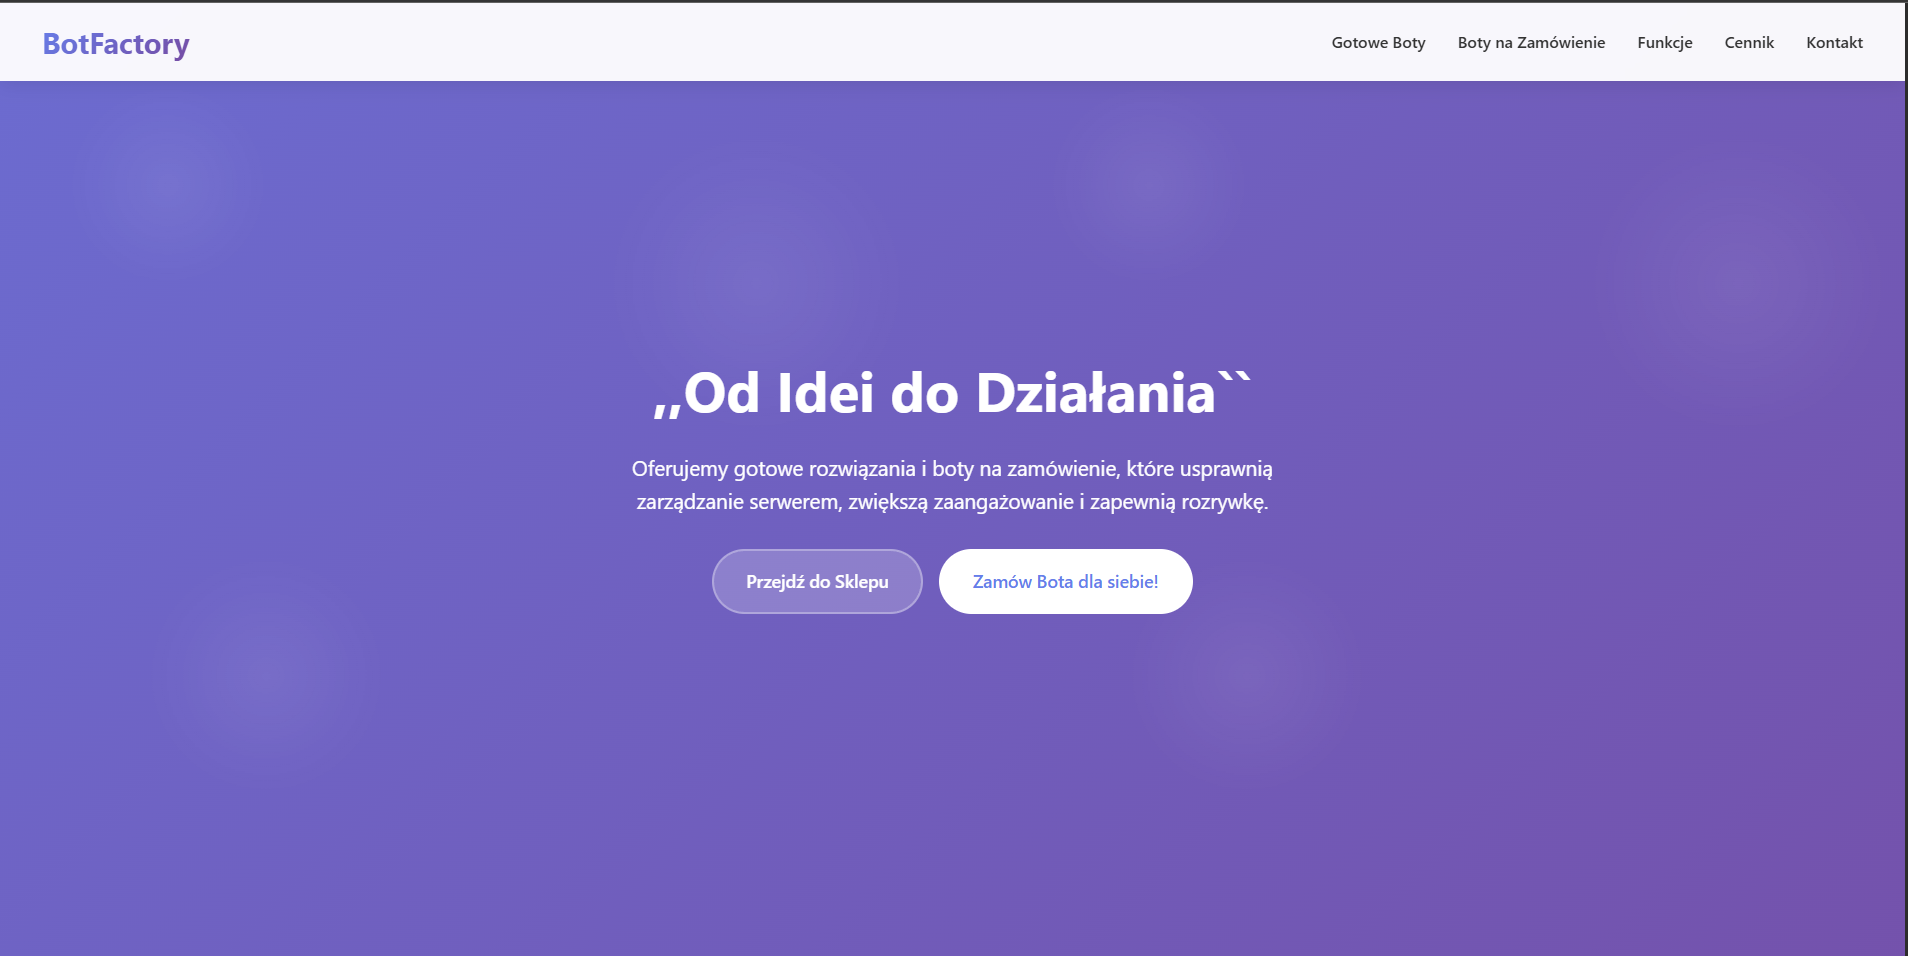 BotFactory
Gotowe Boty Boty na Zamówienie Funkcje Cennik Kontakt
,,Od Idei do Działania``
Oferujemy gotowe rozwiązania i boty na zamówienie, które usprawnią
zarządzanie serwerem, zwiększą zaangażowanie i zapewnią rozrywkę.
Przejdź do Sklepu Zamów Bota dla siebie!